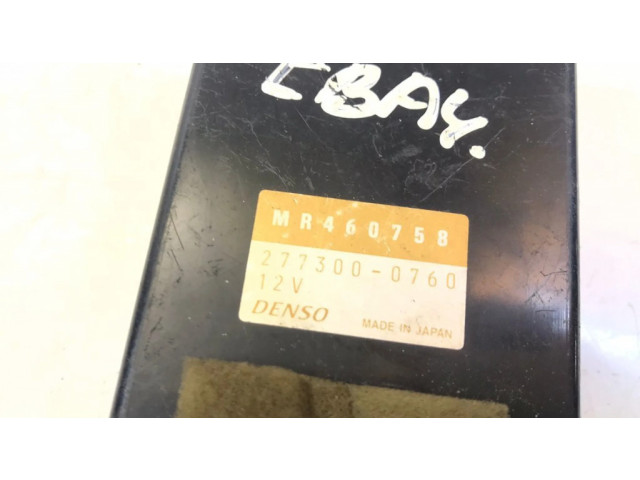 EBAY.
MR460758
277300-0760
12V
DENSO MADE IN JAPAN